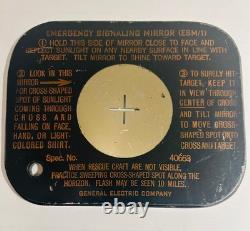 EMERGENCY SIGNALING MIRROR (ESM/1)
1 HOLD THIS SIDE OF MIRROR CLOSE TO FACE AND
REFLECT SUNLIGHT ON ANY NEARBY SURFACE IN LINE WITH
TARGET. TILT MIRROR TO SHINE TOWARD TARGET.
2 LOOK IN THIS
MIRROR
FOR CROSS-SHAPED
SPOT OF SUNLIGHT
COMING THROUGH
CROSS AND
FALLING ON FACE,
HAND, OR LIGHT-
COLORED SHIRT.
3 TO SURELY HIT
TARGET, KEEP IT
IN VIEW THROUGH
CENTER OF CROSS
AND TILT MIRROR
TO MOVE CROSS-
SHAPED SPOT ONTO
CROSS AND TARGET.
Spec. No. 40653
WHEN RESCUE CRAFT ARE NOT VISIBLE,
PRACTICE SWEEPING CROSS-SHAPED SPOT ALONG THE
HORIZON. FLASH MAY BE SEEN 10 MILES.
GENERAL ELECTRIC COMPANY